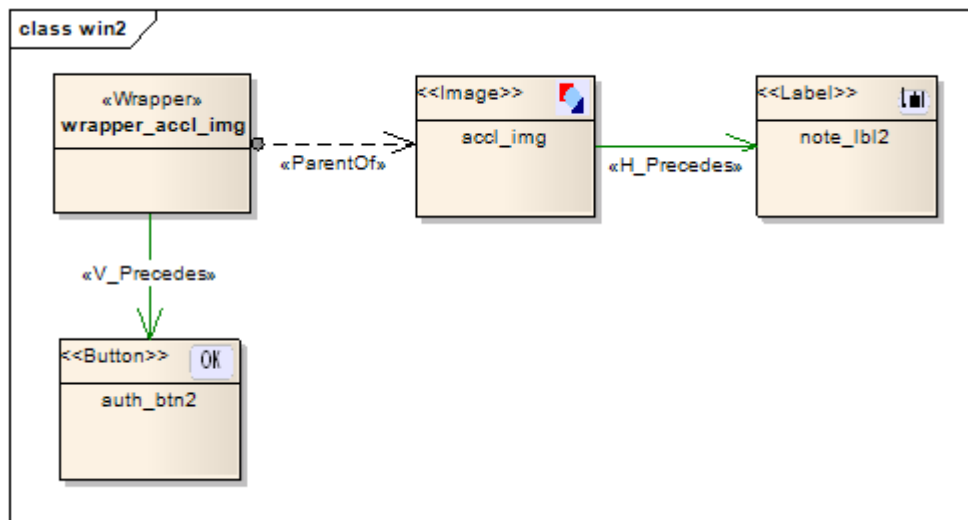 class win2
«Wrapper»
wrapper_accl_img
«ParentOf»
<<Image>>
accl_img
«H_Precedes»
<<Label>>
note_lbl2
«V_Precedes»
<<Button>> OK
auth_btn2